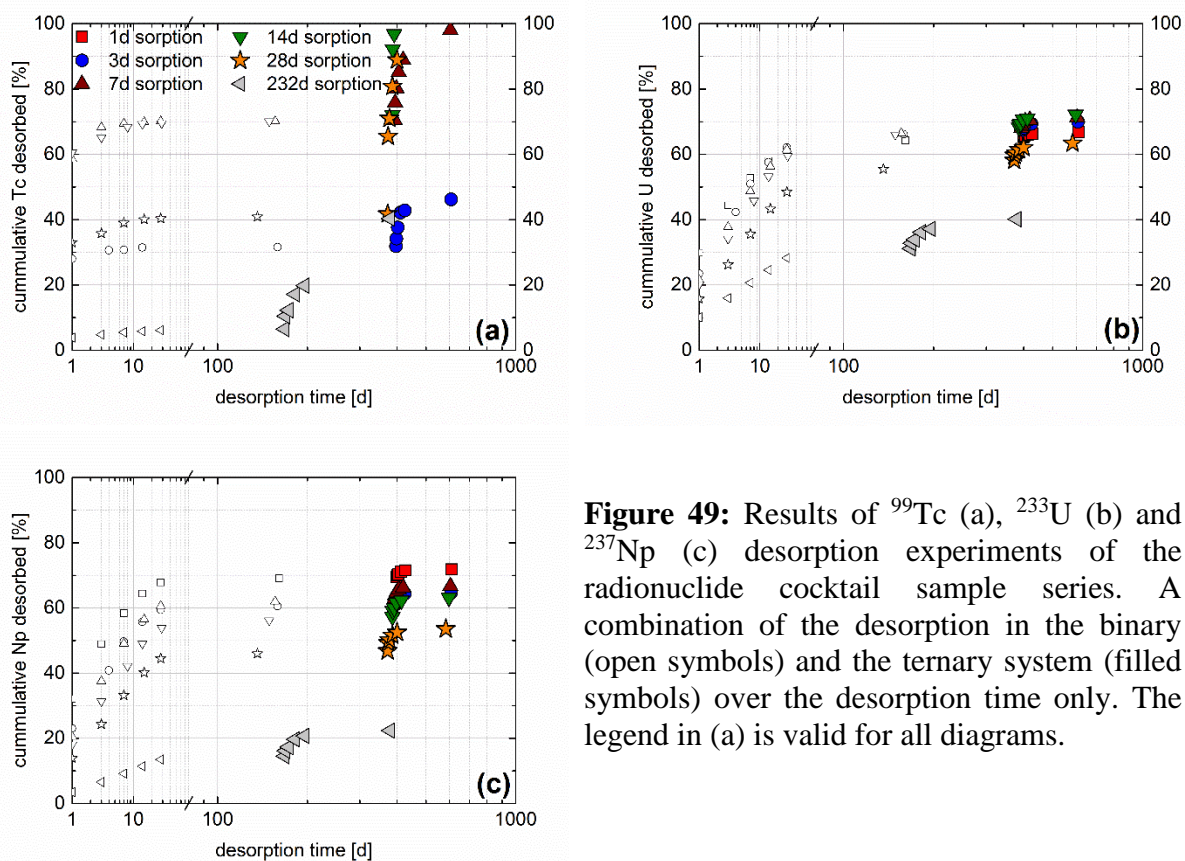 100
80
60
40
20
0
cummulative Tc desorbed [%]
1d sorption
3d sorption
7d sorption
14d sorption
28d sorption
232d sorption
100
80
60
40
20
0
(a)
1
10
100
1000
desorption time [d]
100
80
60
40
20
0
cummulative U desorbed [%]
100
80
60
40
20
0
(b)
1
10
100
1000
desorption time [d]
100
80
60
40
20
0
cummulative Np desorbed [%]
(c)
1
10
100
1000
desorption time [d]
Figure 49: Results of ⁹⁹Tc (a), ²³³U (b) and
²³⁷Np (c) desorption experiments of the
radionuclide cocktail sample series. A
combination of the desorption in the binary
(open symbols) and the ternary system (filled
symbols) over the desorption time only. The
legend in (a) is valid for all diagrams.